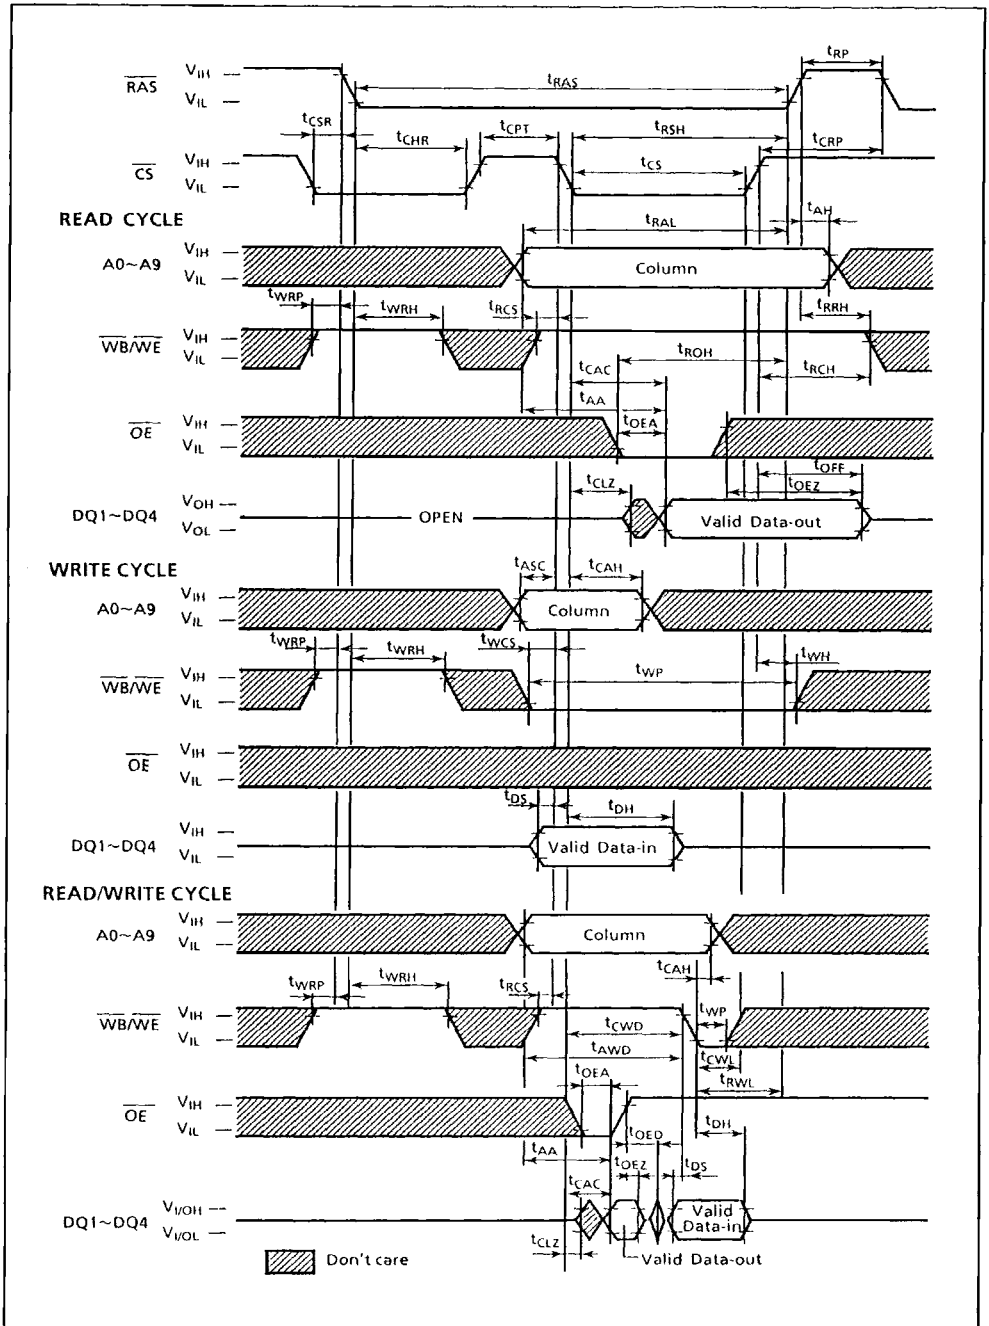 tRP
RAS VIH
VIL
tRAS
tCSR tCHR tCPT tRSH tCRP
CS VIH
VIL
tCS
READ CYCLE
tRAL tAH
A0~A9 VIH
VIL
Column
tWRP tWRH tRCS tRRH
WB/WE VIH
VIL
tROH
tCAC tRCH
tAA
OE VIH
VIL
tOEA
tOFF
tCLZ tOEZ
DQ1~DQ4 VOH
VOL
OPEN Valid Data-out
WRITE CYCLE
tASC tCAH
A0~A9 VIH
VIL
Column
tWRP tWRH tWCS tWH
WB/WE VIH
VIL
tWP
OE VIH
VIL
tDS tDH
DQ1~DQ4 VIH
VIL
Valid Data-in
READ/WRITE CYCLE
A0~A9 VIH
VIL
Column
tCAH
tWRP tWRH tRCS tWP
WB/WE VIH
VIL
tCWD
tAWD tCWL
tOEA tRWL
OE VIH
VIL
tDH
tOED
tAA
tOEZ tDS
tCAC
DQ1~DQ4 VI/OH
VI/OL
Valid
Data-in
tCLZ
Don't care Valid Data-out